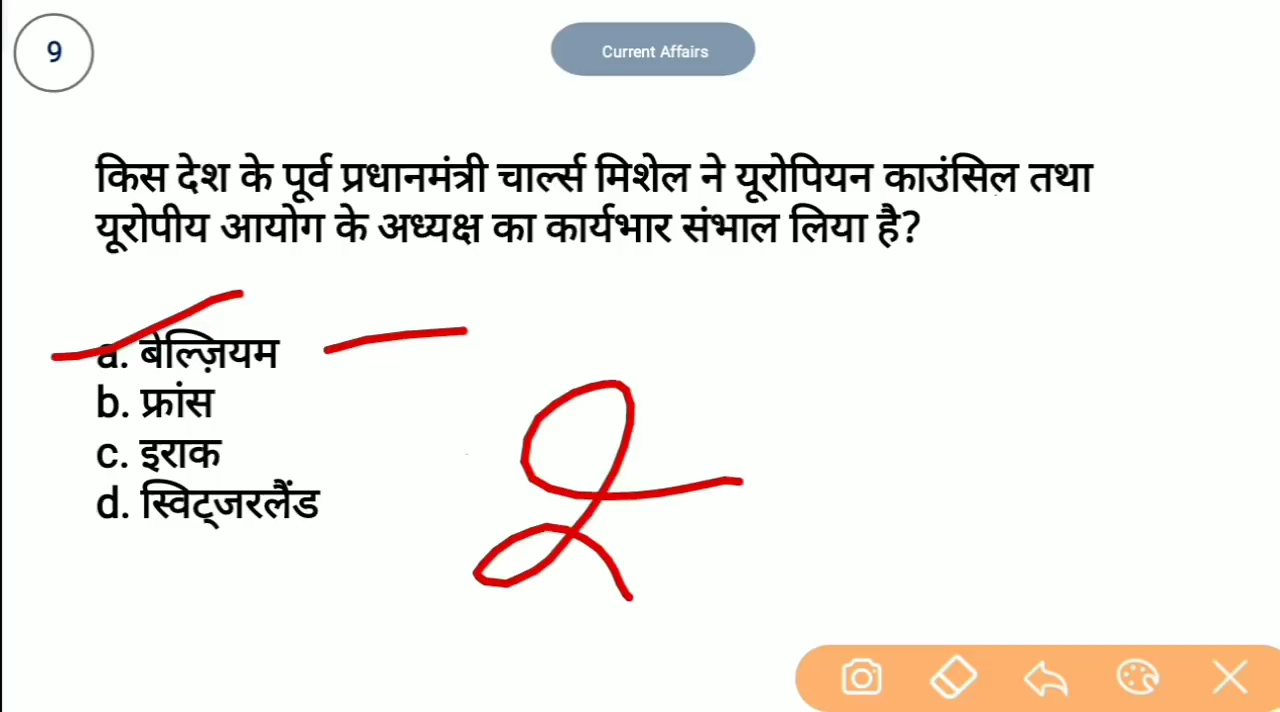 9
Current Affairs
किस देश के पूर्व प्रधानमंत्री चार्ल्स मिशेल ने यूरोपियन काउंसिल तथा
यूरोपीय आयोग के अध्यक्ष का कार्यभार संभाल लिया है?
a. बेल्ज़ियम
b. फ्रांस
c. इराक
d. स्विट्जरलैंड